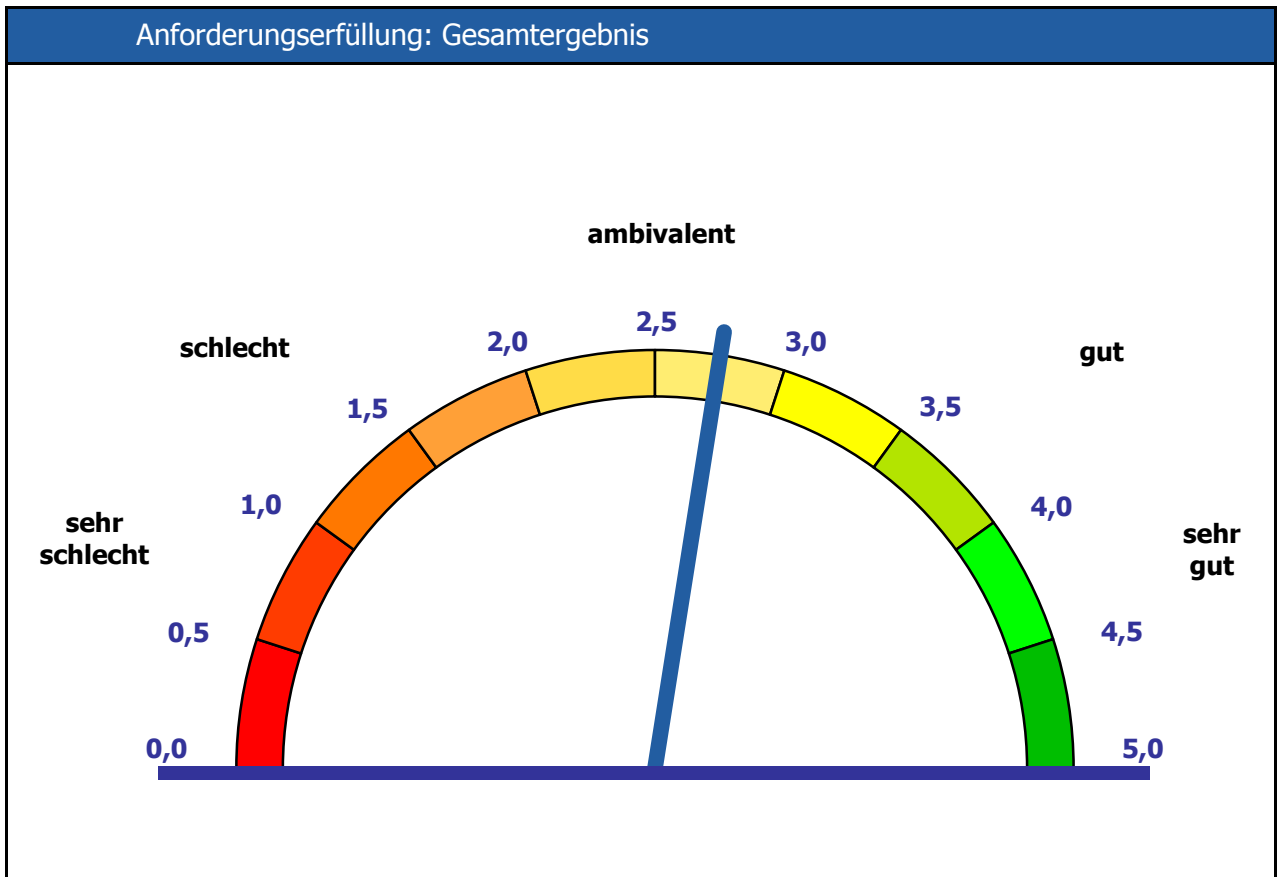 Anforderungserfüllung: Gesamtergebnis
ambivalent
schlecht
gut
sehr
schlecht
sehr
gut
0,0
0,5
1,0
1,5
2,0
2,5
3,0
3,5
4,0
4,5
5,0